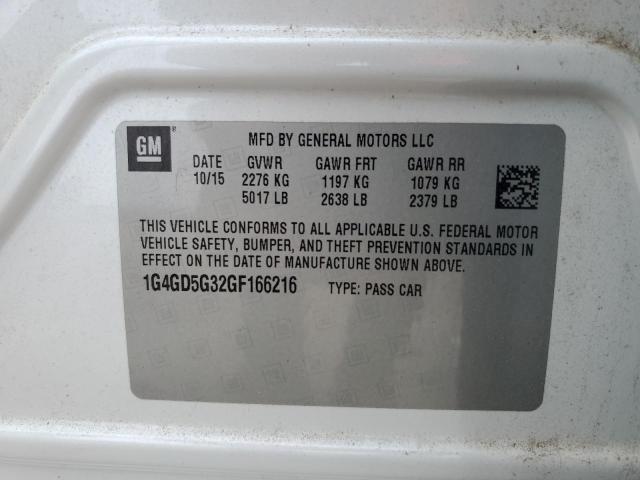 GM
MFD BY GENERAL MOTORS LLC
DATE GVWR GAWR FRT GAWR RR
10/15 2276 KG 1197 KG 1079 KG
5017 LB 2638 LB 2379 LB
THIS VEHICLE CONFORMS TO ALL APPLICABLE U.S. FEDERAL MOTOR
VEHICLE SAFETY, BUMPER, AND THEFT PREVENTION STANDARDS IN
EFFECT ON THE DATE OF MANUFACTURE SHOWN ABOVE.
1G4GD5G32GF166216 TYPE: PASS CAR